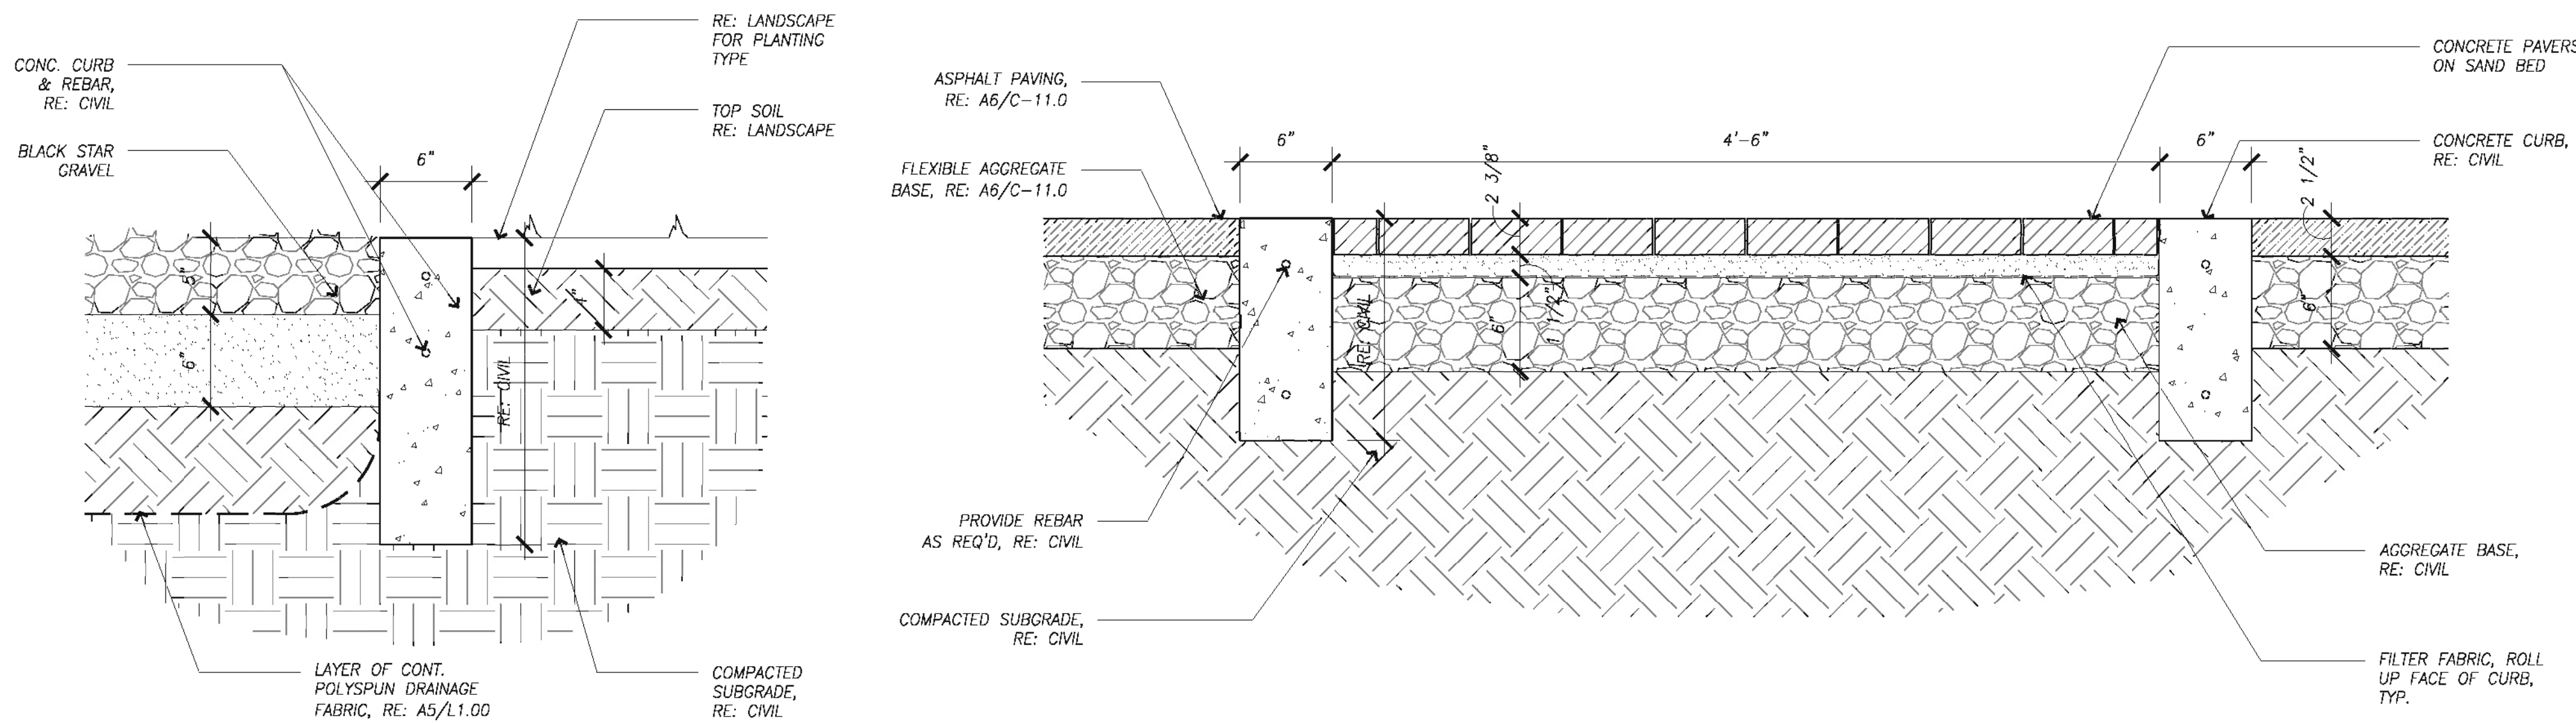 RE: LANDSCAPE
FOR PLANTING
TYPE
CONC. CURB
& REBAR,
RE: CIVIL
TOP SOIL
RE: LANDSCAPE
BLACK STAR
GRAVEL
6"
5"
4"
6"
RE: CIVIL
LAYER OF CONT.
POLYSPUN DRAINAGE
FABRIC, RE: A5/L1.00
COMPACTED
SUBGRADE,
RE: CIVIL
ASPHALT PAVING,
RE: A6/C-11.0
FLEXIBLE AGGREGATE
BASE, RE: A6/C-11.0
6"
4'-6"
6"
2 3/8"
2 1/2"
1 1/2"
6"
6"
RE: CIVIL
CONCRETE PAVERS
ON SAND BED
CONCRETE CURB,
RE: CIVIL
PROVIDE REBAR
AS REQ'D, RE: CIVIL
COMPACTED SUBGRADE,
RE: CIVIL
AGGREGATE BASE,
RE: CIVIL
FILTER FABRIC, ROLL
UP FACE OF CURB,
TYP.